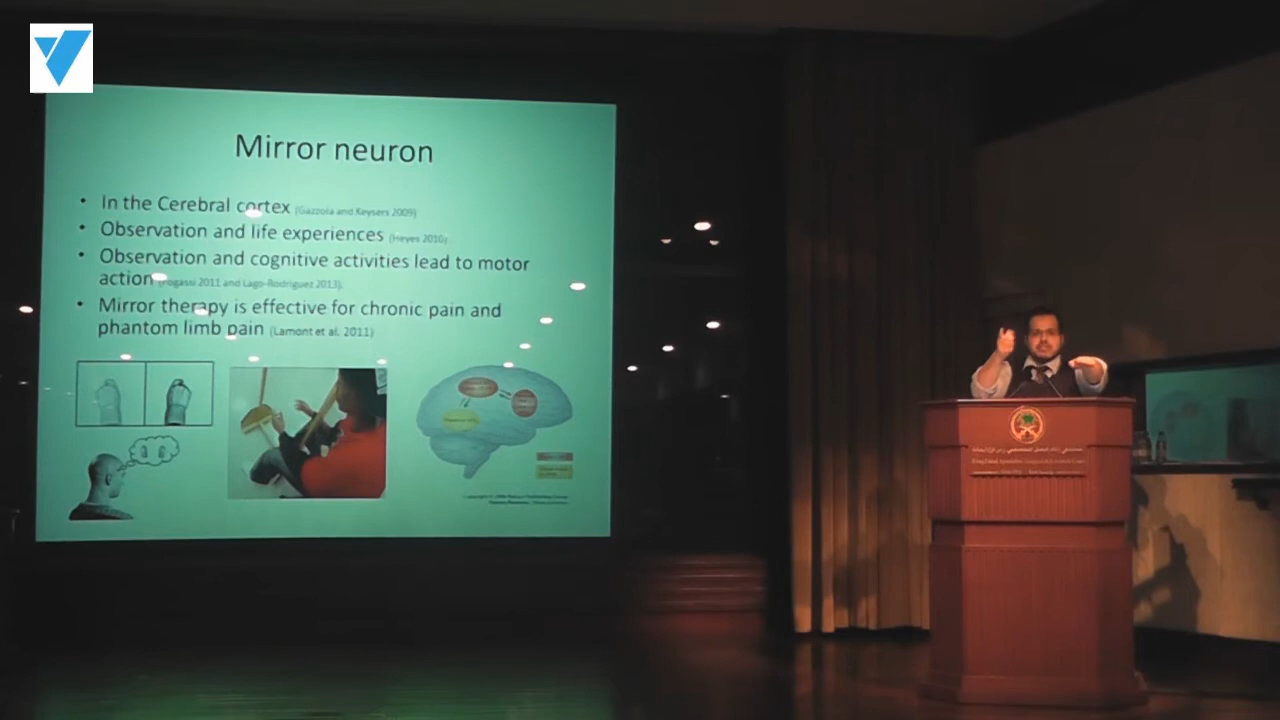 Mirror neuron
• In the Cerebral cortex (Gazzola and Keysers 2009)
• Observation and life experiences (Heyes 2010)
• Observation and cognitive activities lead to motor
action (Fogassi 2011 and Lago-Rodriguez 2013).
• Mirror therapy is effective for chronic pain and
phantom limb pain (Lamont et al. 2011)